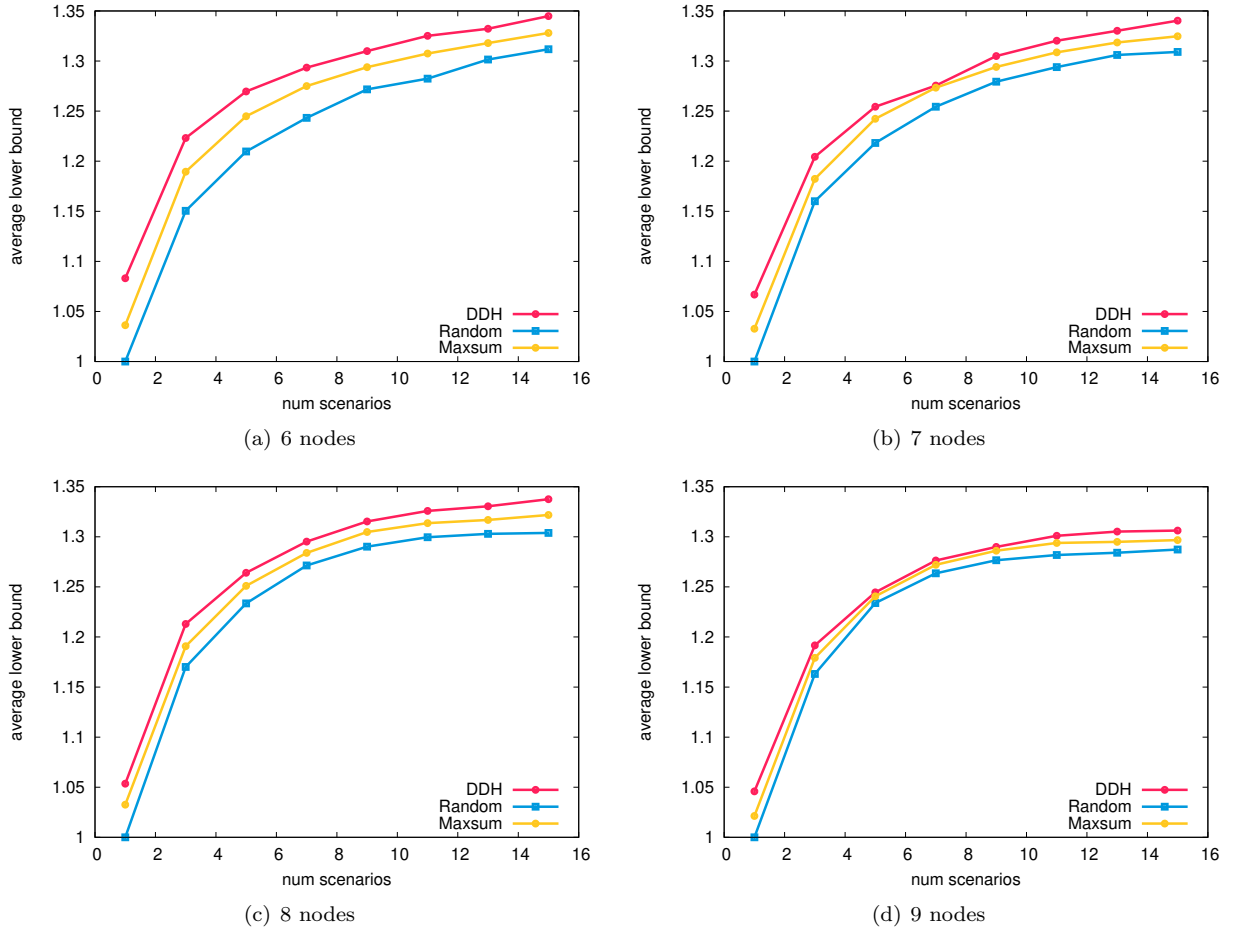 1.35
1.3
1.25
1.2
1.15
1.1
1.05
1
average lower bound
DDH
Random
Maxsum
0 2 4 6 8 10 12 14 16
num scenarios
(a) 6 nodes
1.35
1.3
1.25
1.2
1.15
1.1
1.05
1
average lower bound
DDH
Random
Maxsum
0 2 4 6 8 10 12 14 16
num scenarios
(b) 7 nodes
1.35
1.3
1.25
1.2
1.15
1.1
1.05
1
average lower bound
DDH
Random
Maxsum
0 2 4 6 8 10 12 14 16
num scenarios
(c) 8 nodes
1.35
1.3
1.25
1.2
1.15
1.1
1.05
1
average lower bound
DDH
Random
Maxsum
0 2 4 6 8 10 12 14 16
num scenarios
(d) 9 nodes